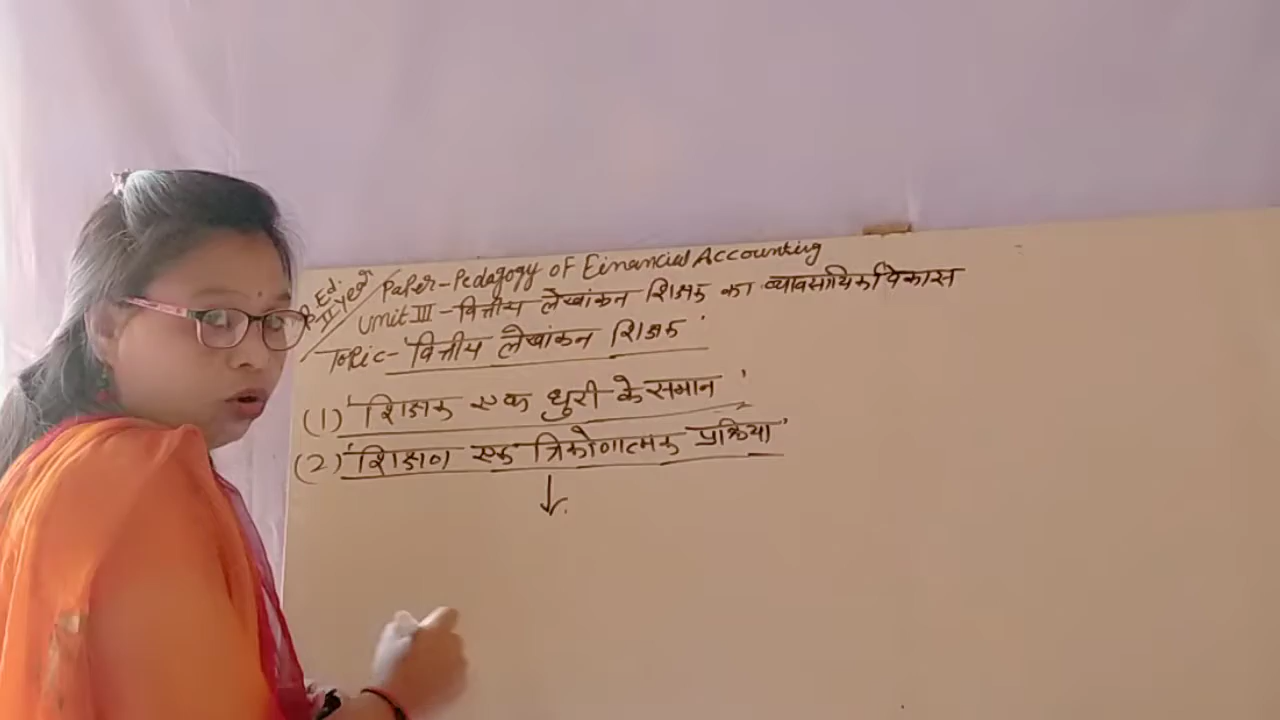 B.Ed. II Year
Paper-Pedagogy of Financial Accounting
Unit III - वित्तीय लेखांकन शिक्षक का व्यावसायिक विकास
Topic- 'वित्तीय लेखांकन शिक्षक'
(1) 'शिक्षक एक धुरी के समान'
(2) 'शिक्षण एक त्रिकोणात्मक प्रक्रिया'